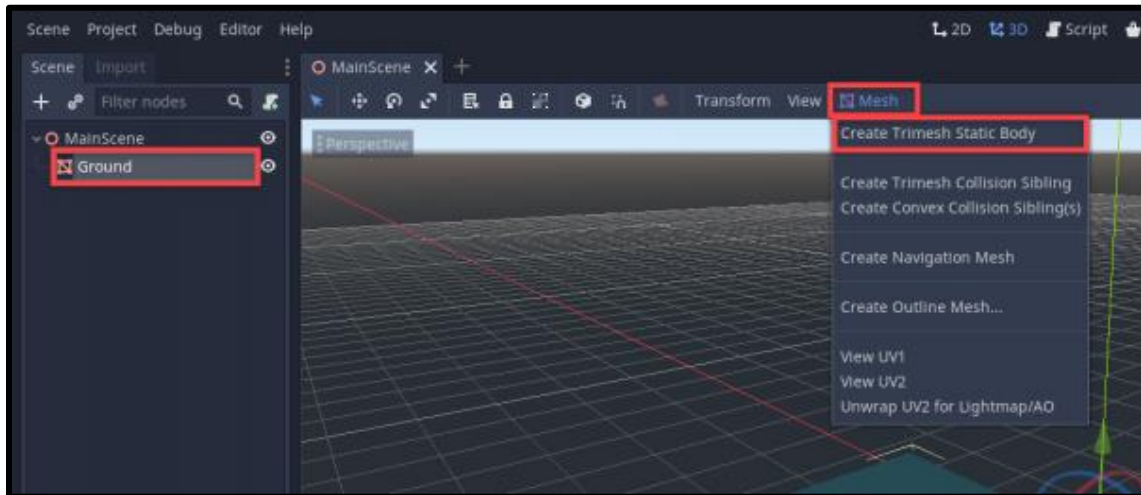 Scene Project Debug Editor Help
2D 3D Script
Scene Import
MainScene
Filter nodes
Transform View Mesh
MainScene
Ground
Perspective
Create Trimesh Static Body
Create Trimesh Collision Sibling
Create Convex Collision Sibling(s)
Create Navigation Mesh
Create Outline Mesh...
View UV1
View UV2
Unwrap UV2 for Lightmap/AO